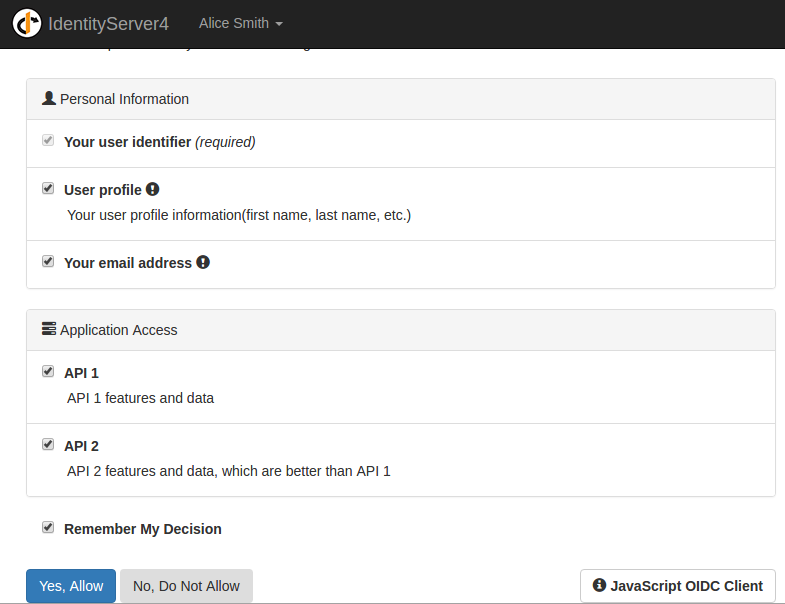 IdentityServer4 Alice Smith
Personal Information
Your user identifier (required)
User profile
Your user profile information(first name, last name, etc.)
Your email address
Application Access
API 1
API 1 features and data
API 2
API 2 features and data, which are better than API 1
Remember My Decision
Yes, Allow No, Do Not Allow JavaScript OIDC Client